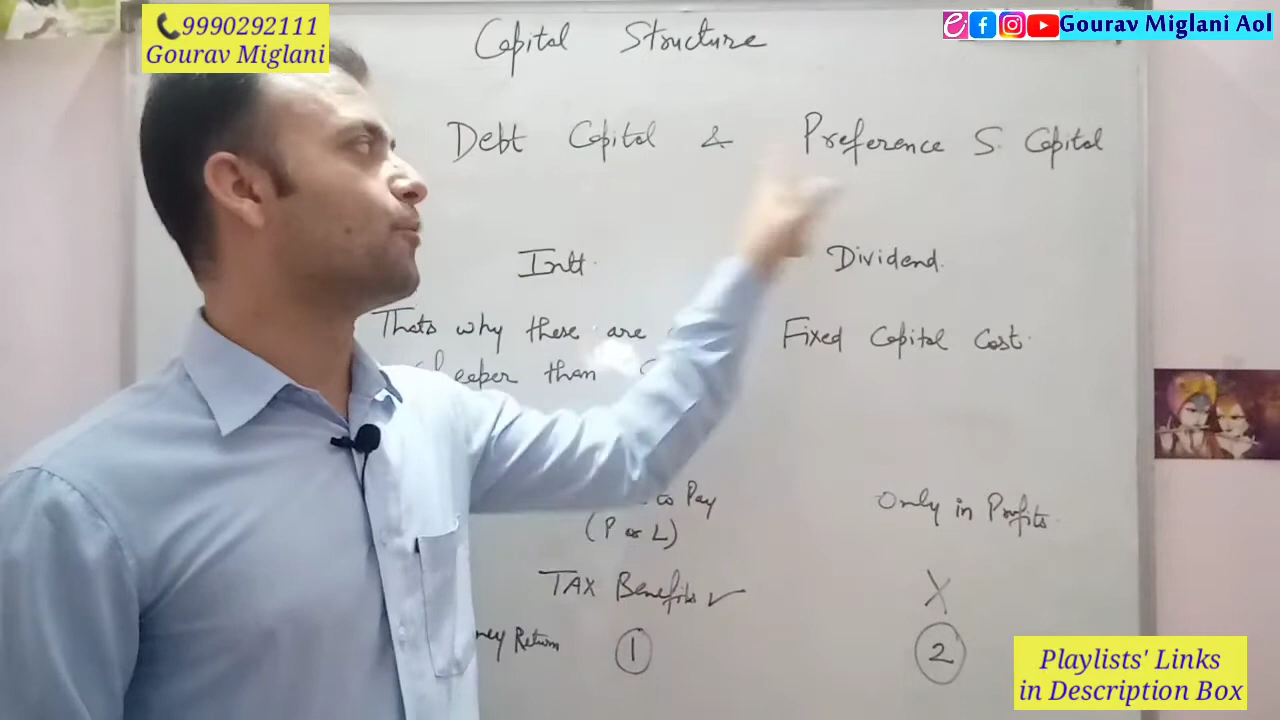 📞9990292111
Gourav Miglani
Gourav Miglani Aol
Capital Structure
Debt Capital & Preference S. Capital
Intt. Dividend.
Thats why these are Fixed Capital Cost.
than
to Pay Only in Profits.
(P or L)
TAX Benefits ✓ X
Return 1 2
Playlists' Links
in Description Box